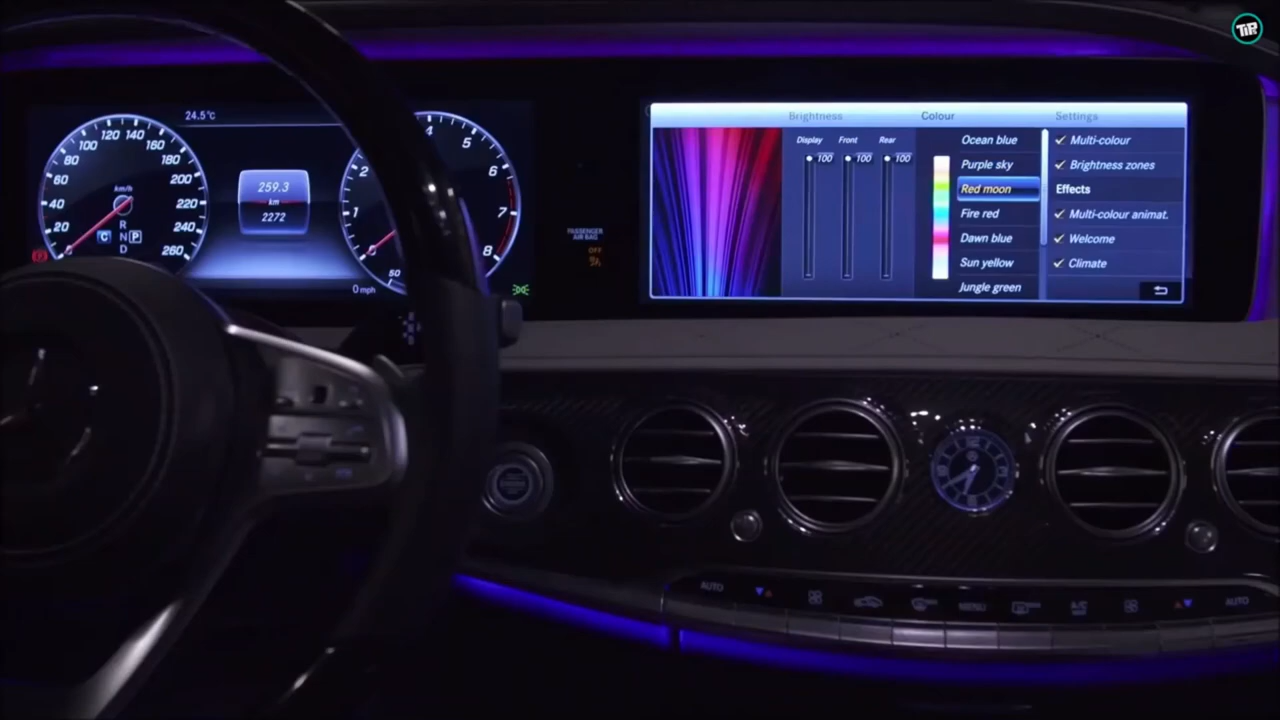 TiR
24.5°C
120 140
100 160
80 180
60 200
40 220
20 240
260
km/h
R
N
D
C P
259.3
km
2272
4
5
2 6
1 7
8
50
0 mph
PASSENGER
AIR BAG
OFF
Brightness Colour Settings
Display Front Rear
100 100 100
Ocean blue
Purple sky
Red moon
Fire red
Dawn blue
Sun yellow
Jungle green
Multi-colour
Brightness zones
Effects
Multi-colour animat.
Welcome
Climate
AUTO MENU A/C AUTO